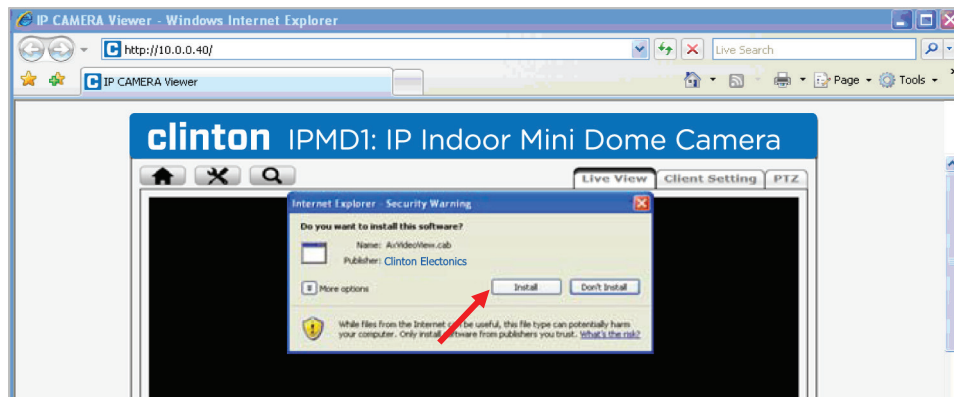 IP CAMERA Viewer - Windows Internet Explorer
http://10.0.0.40/
Live Search
IP CAMERA Viewer
Page
Tools
clinton IPMD1: IP Indoor Mini Dome Camera
Live View
Client Setting
PTZ
Internet Explorer - Security Warning
Do you want to install this software?
Name: AxVideoView.cab
Publisher: Clinton Electonics
More options
Install
Don't Install
While files from the Internet can be useful, this file type can potentially harm
your computer. Only install software from publishers you trust. What's the risk?